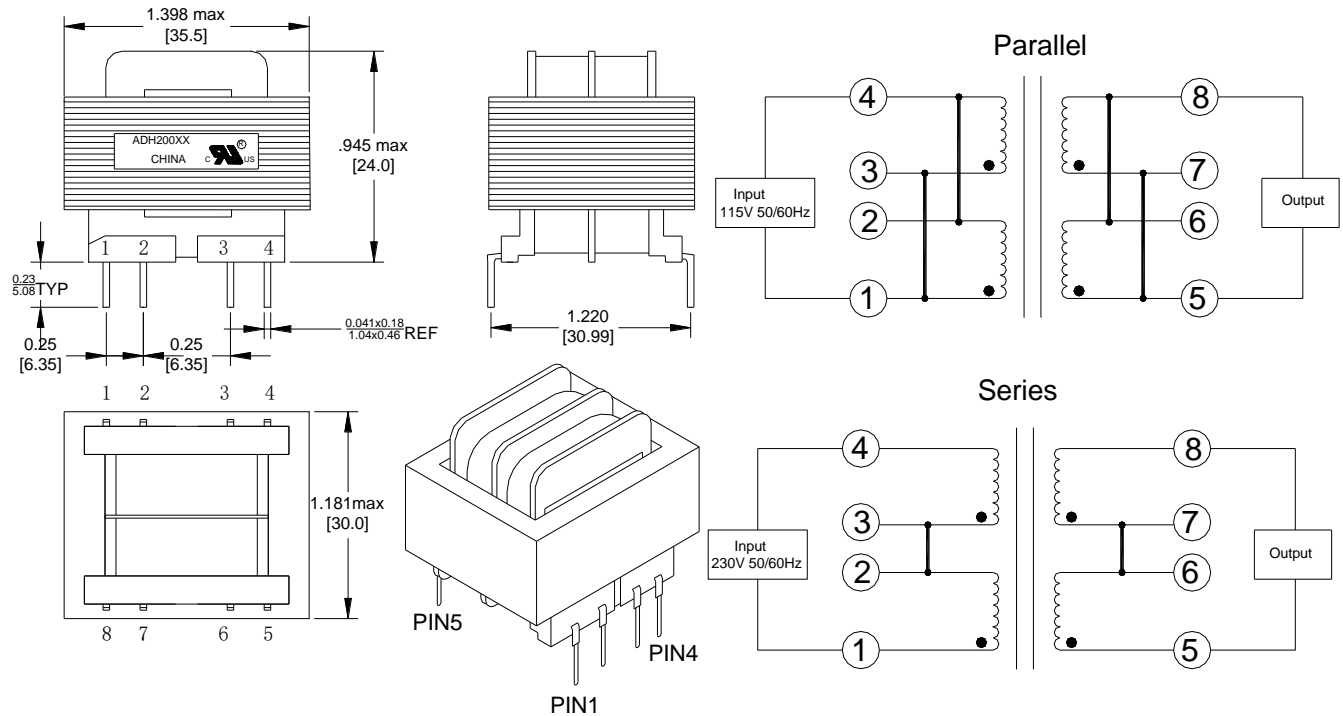 1.398 max
[35.5]
ADH200XX
CHINA
C UR US ®
.945 max
[24.0]
1 2 3 4
0.23
5.08 TYP
0.25
[6.35]
0.25
[6.35]
0.041x0.18
1.04x0.46 REF
1.220
[30.99]
1 2 3 4
1.181max
[30.0]
8 7 6 5
PIN5
PIN4
PIN1
Parallel
4
3
2
1
Input
115V 50/60Hz
8
7
6
5
Output
Series
4
3
2
1
Input
230V 50/60Hz
8
7
6
5
Output